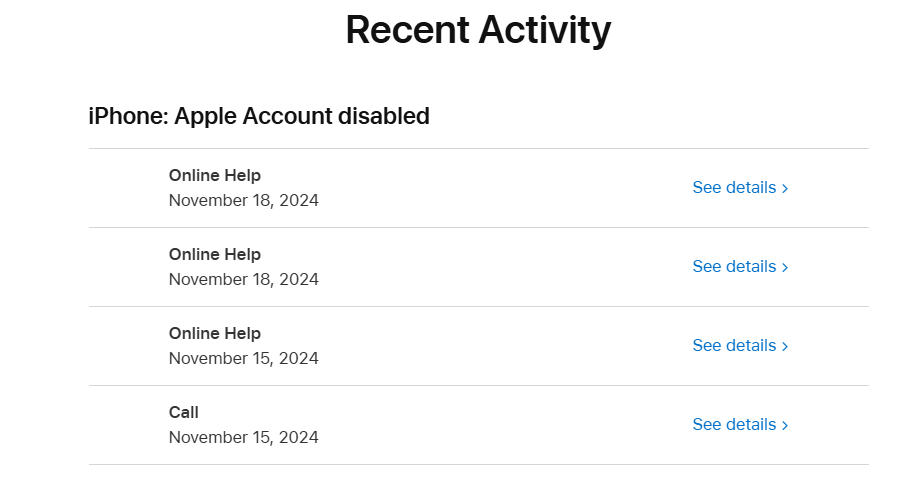 Recent Activity
iPhone: Apple Account disabled
Online Help
November 18, 2024
See details >
Online Help
November 18, 2024
See details >
Online Help
November 15, 2024
See details >
Call
November 15, 2024
See details >